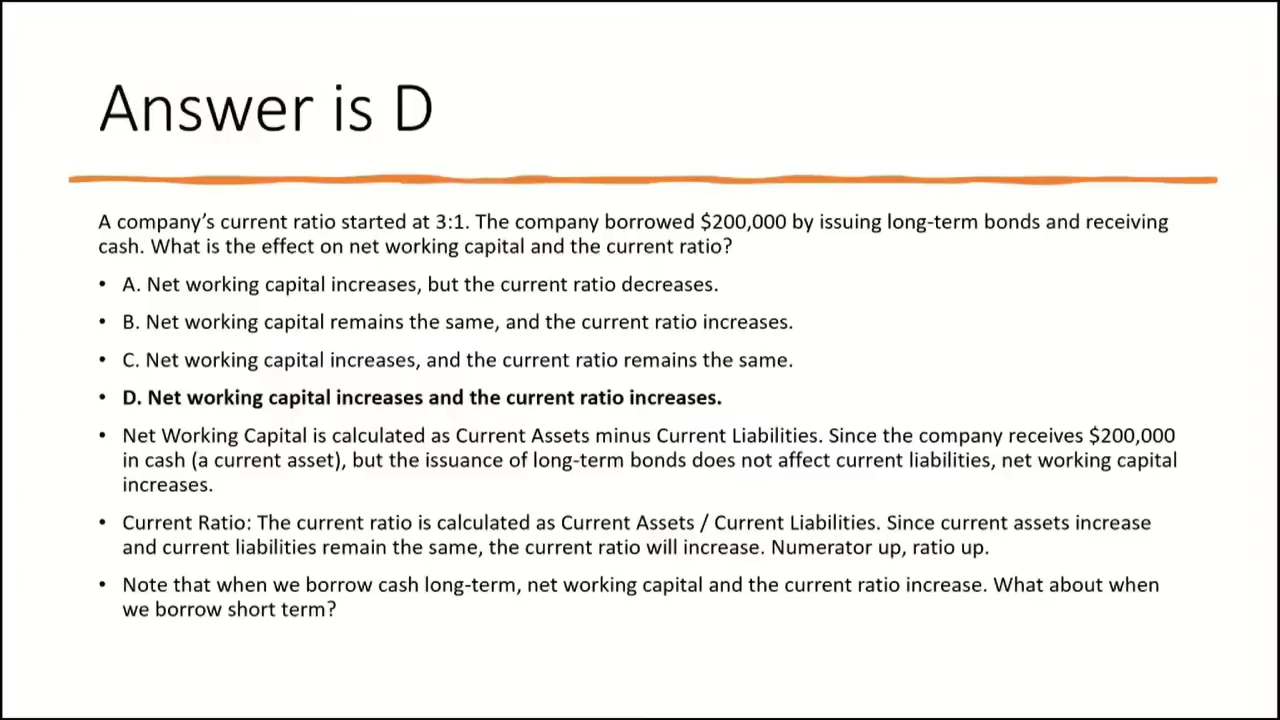 Answer is D
A company’s current ratio started at 3:1. The company borrowed $200,000 by issuing long-term bonds and receiving
cash. What is the effect on net working capital and the current ratio?
• A. Net working capital increases, but the current ratio decreases.
• B. Net working capital remains the same, and the current ratio increases.
• C. Net working capital increases, and the current ratio remains the same.
• D. Net working capital increases and the current ratio increases.
• Net Working Capital is calculated as Current Assets minus Current Liabilities. Since the company receives $200,000
in cash (a current asset), but the issuance of long-term bonds does not affect current liabilities, net working capital
increases.
• Current Ratio: The current ratio is calculated as Current Assets / Current Liabilities. Since current assets increase
and current liabilities remain the same, the current ratio will increase. Numerator up, ratio up.
• Note that when we borrow cash long-term, net working capital and the current ratio increase. What about when
we borrow short term?